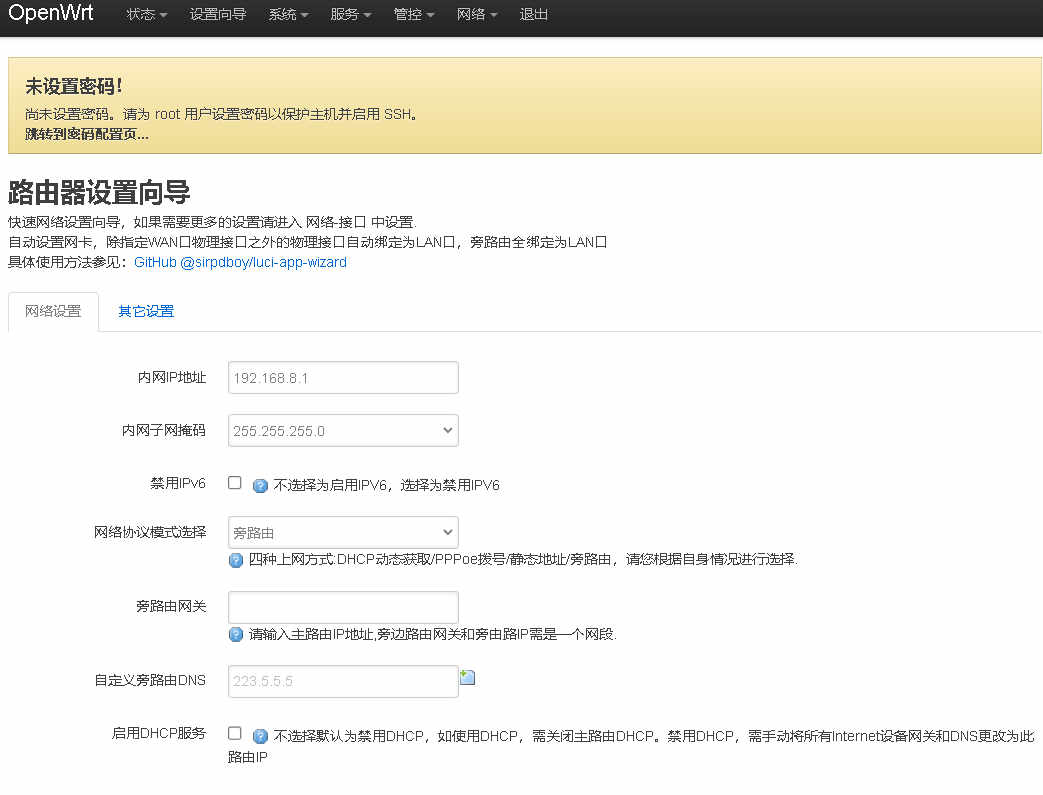 OpenWrt 状态 设置向导 系统 服务 管控 网络 退出
未设置密码！
尚未设置密码。请为 root 用户设置密码以保护主机并启用 SSH。
跳转到密码配置页...
路由器设置向导
快速网络设置向导，如果需要更多的设置请进入 网络-接口 中设置.
自动设置网卡，除指定WAN口物理接口之外的物理接口自动绑定为LAN口，旁路由全绑定为LAN口
具体使用方法参见：GitHub @sirpdboy/luci-app-wizard
网络设置 其它设置
内网IP地址 192.168.8.1
内网子网掩码 255.255.255.0
禁用IPv6 不选择为启用IPV6，选择为禁用IPV6
网络协议模式选择 旁路由
四种上网方式:DHCP动态获取/PPPoe拨号/静态地址/旁路由，请您根据自身情况进行选择.
旁路由网关
请输入主路由IP地址,旁边路由网关和旁由路IP需是一个网段.
自定义旁路由DNS 223.5.5.5
启用DHCP服务 不选择默认为禁用DHCP，如使用DHCP，需关闭主路由DHCP。禁用DHCP，需手动将所有Internet设备网关和DNS更改为此
路由IP